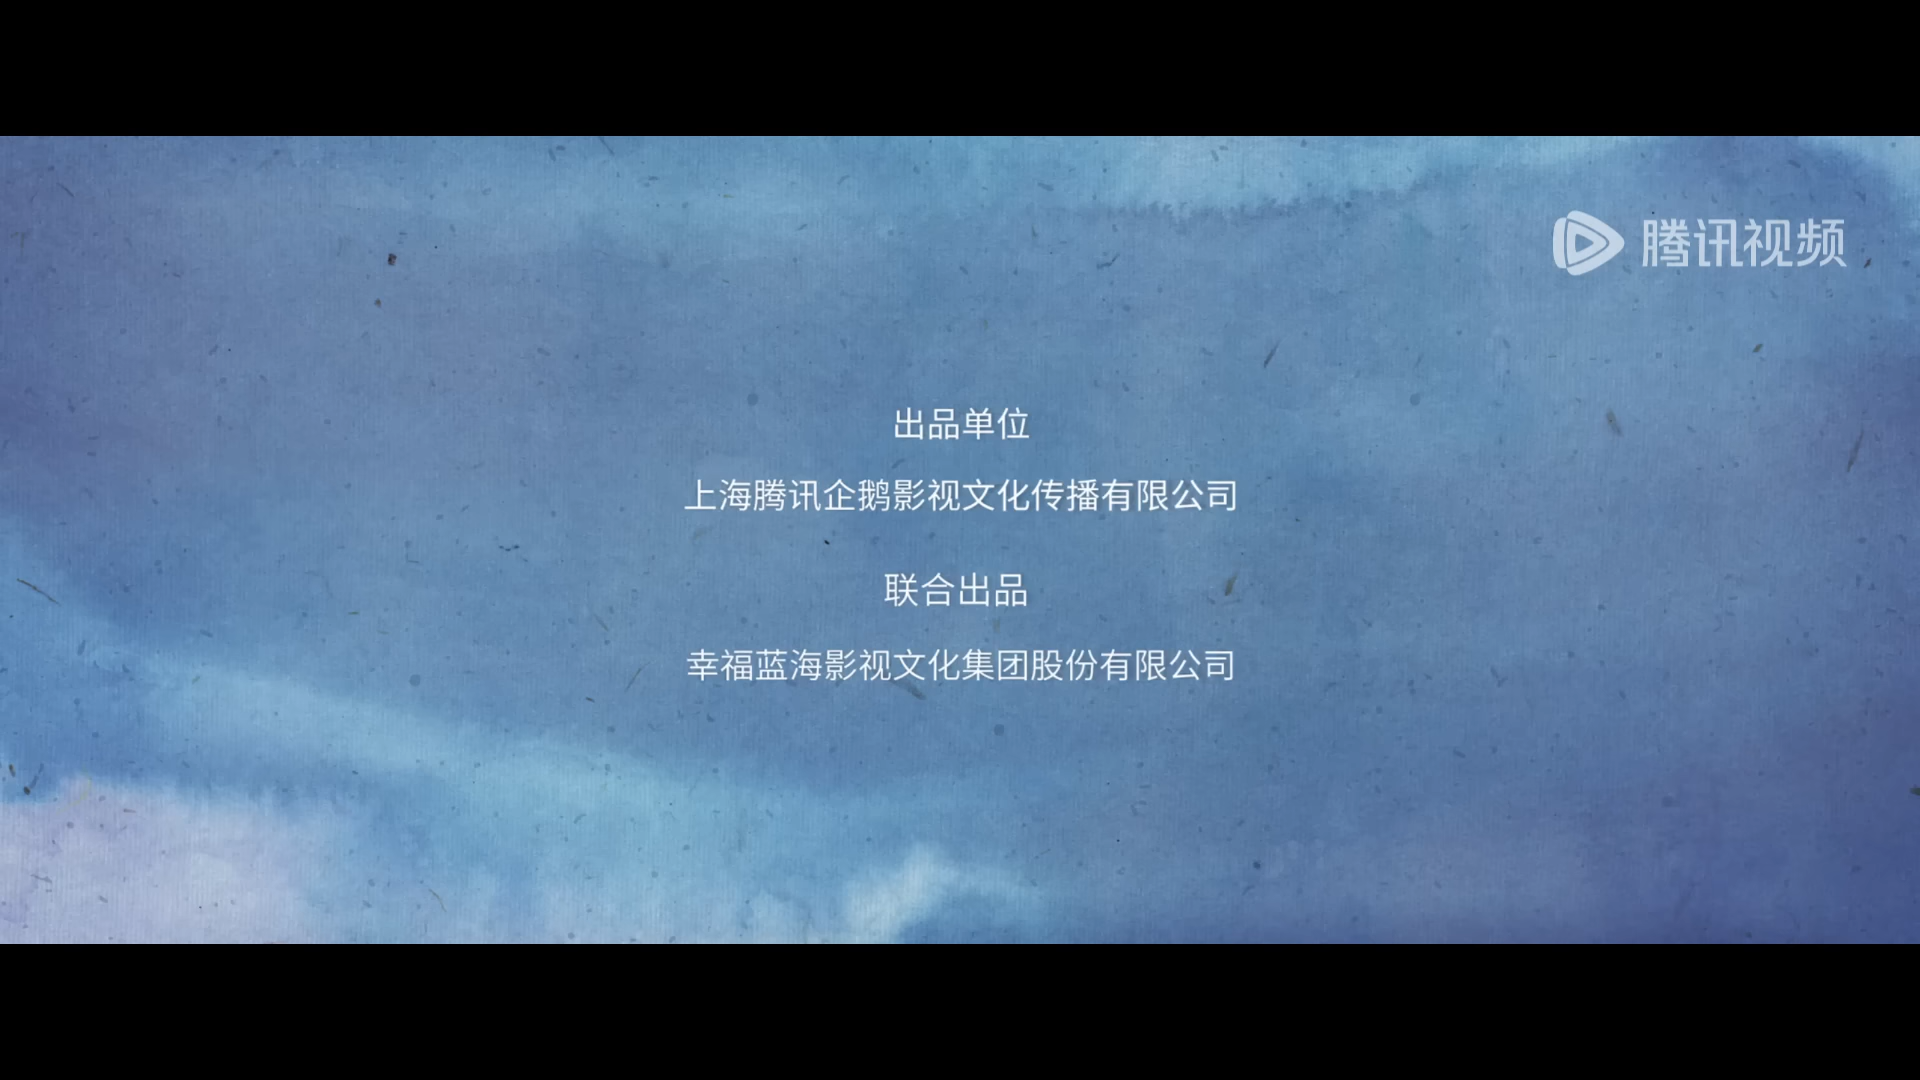 腾讯视频
出品单位
上海腾讯企鹅影视文化传播有限公司
联合出品
幸福蓝海影视文化集团股份有限公司